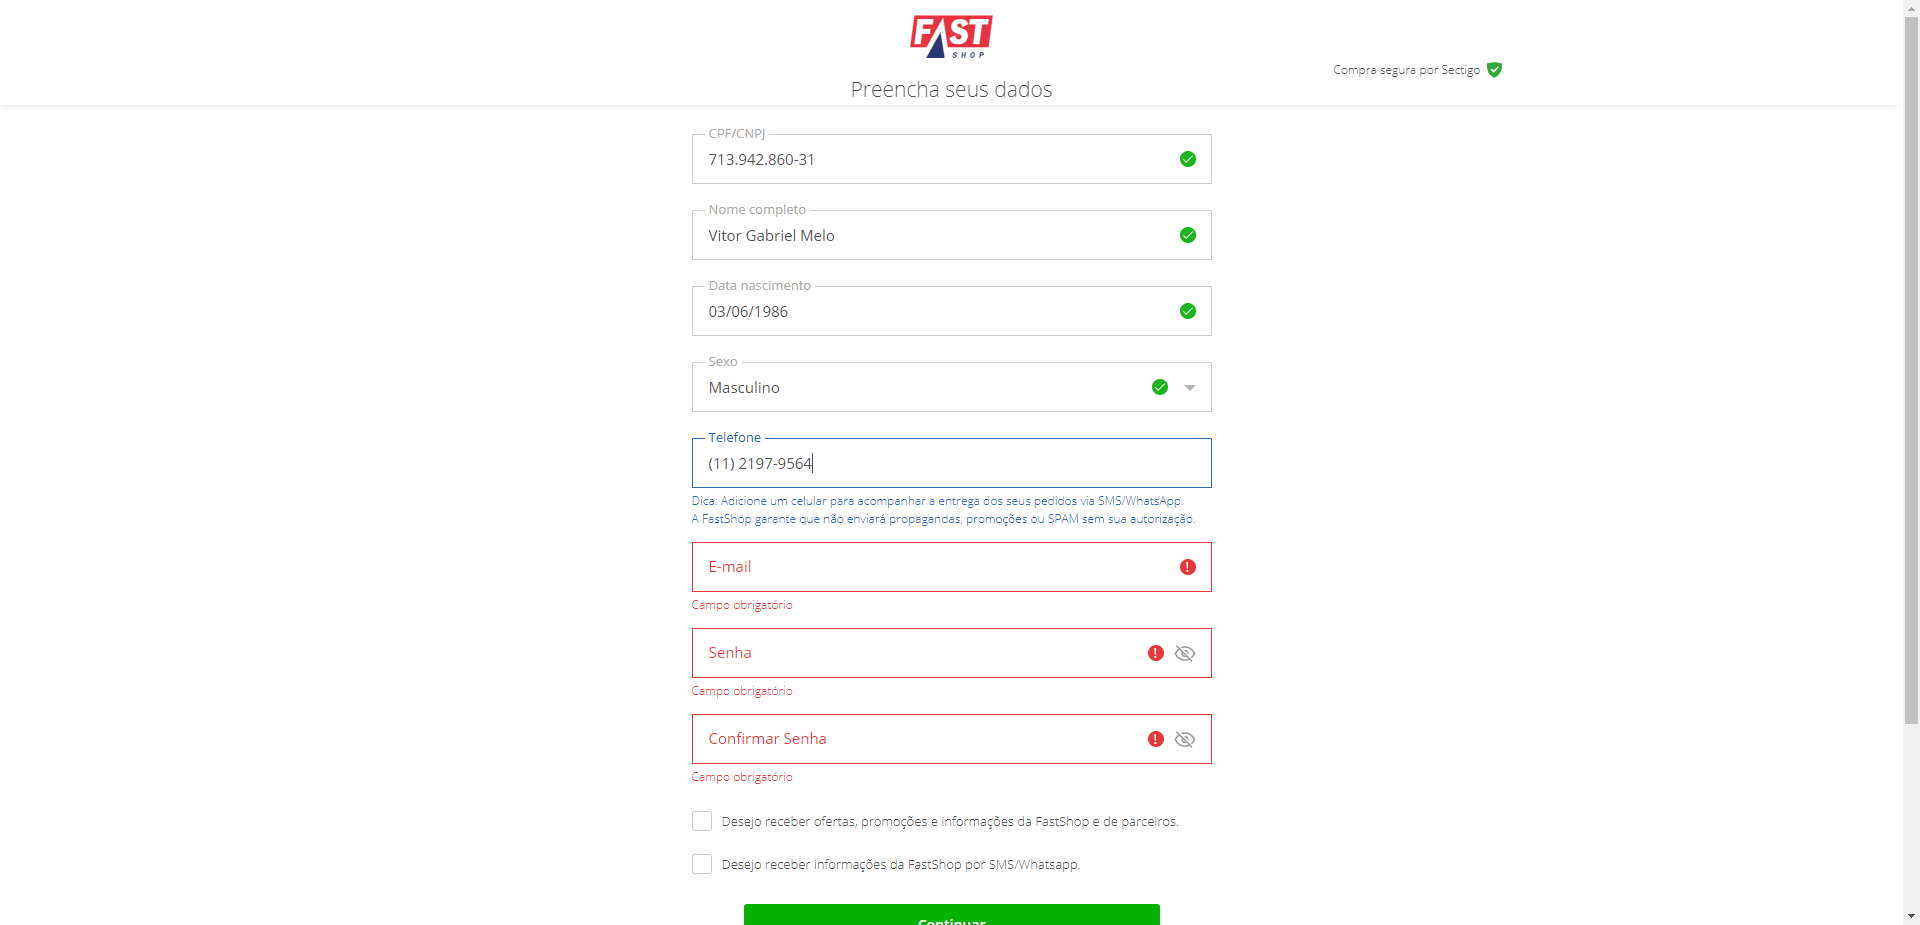 FAST
SHOP
Preencha seus dados
Compra segura por Sectigo
CPF/CNPJ
713.942.860-31
Nome completo
Vitor Gabriel Melo
Data nascimento
03/06/1986
Sexo
Masculino
Telefone
(11) 2197-9564
Dica: Adicione um celular para acompanhar a entrega dos seus pedidos via SMS/WhatsApp.
A FastShop garante que não enviará propagandas, promoções ou SPAM sem sua autorização.
E-mail
Campo obrigatório
Senha
Campo obrigatório
Confirmar Senha
Campo obrigatório
Desejo receber ofertas, promoções e informações da FastShop e de parceiros.
Desejo receber informações da FastShop por SMS/Whatsapp.
Continuar